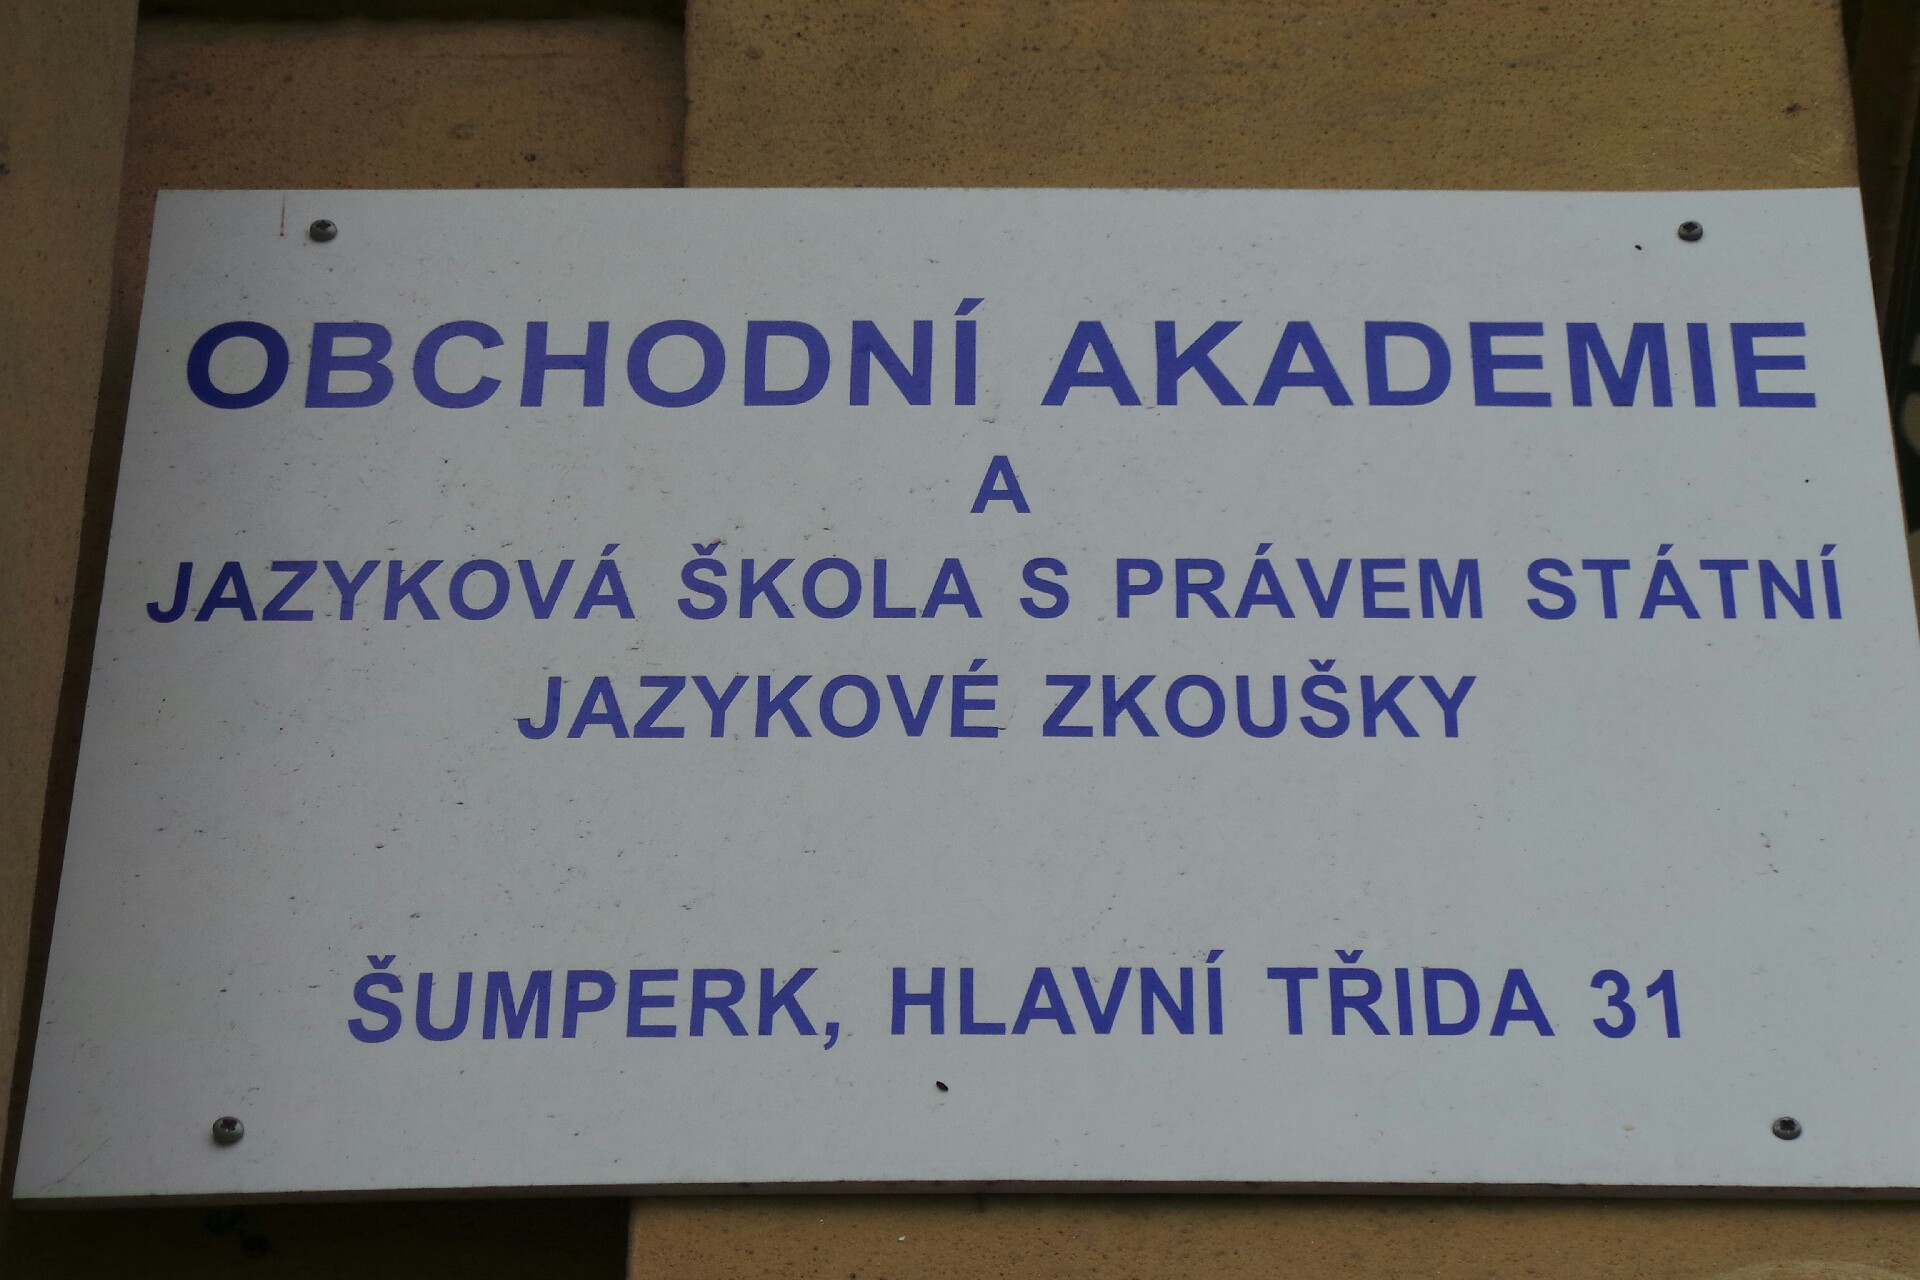 OBCHODNÍ AKADEMIE
A
JAZYKOVÁ ŠKOLA S PRÁVEM STÁTNÍ
JAZYKOVÉ ZKOUŠKY
ŠUMPERK, HLAVNÍ TŘIDA 31